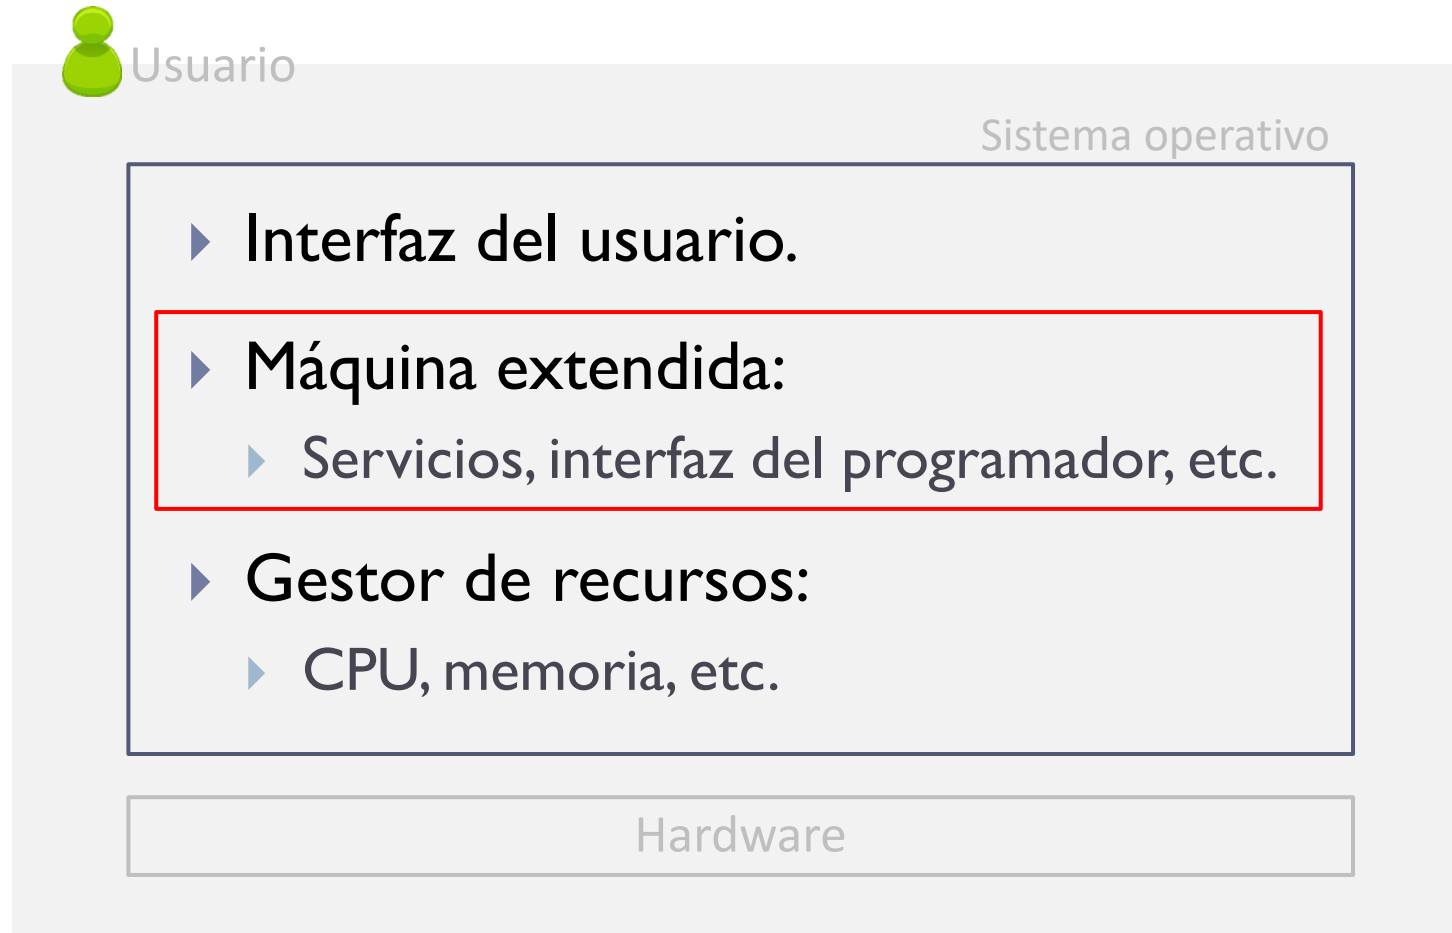 Usuario
Sistema operativo
Interfaz del usuario.
Máquina extendida:
Servicios, interfaz del programador, etc.
Gestor de recursos:
CPU, memoria, etc.
Hardware